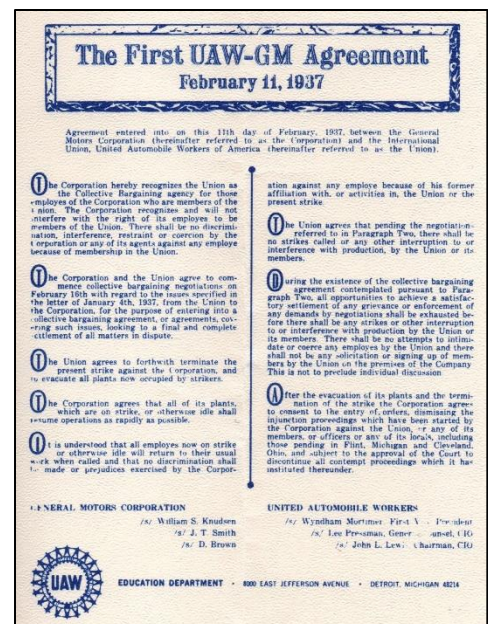 The First UAW-GM Agreement
February 11, 1937
Agreement entered into on this 11th day of February, 1937, between the General
Motors Corporation (hereinafter referred to as the Corporation) and the International
Union, United Automobile Workers of America (hereinafter referred to as the Union).
The Corporation hereby recognizes the Union as
the Collective Bargaining agency for those
employes of the Corporation who are members of the
union. The Corporation recognizes and will not
interfere with the right of its employes to be
members of the Union. There shall be no discrimi-
nation, interference, restraint or coercion by the
Corporation or any of its agents against any employe
because of membership in the Union.
The Corporation and the Union agree to com-
mence collective bargaining negotiations on
February 16th with regard to the issues specified in
the letter of January 4th, 1937, from the Union to
the Corporation, for the purpose of entering into a
collective bargaining agreement, or agreements, cov-
ering such issues, looking to a final and complete
settlement of all matters in dispute.
The Union agrees to forthwith terminate the
present strike against the Corporation, and
to evacuate all plants now occupied by strikers.
The Corporation agrees that all of its plants,
which are on strike, or otherwise idle shall
resume operations as rapidly as possible.
It is understood that all employes now on strike
or otherwise idle will return to their usual
work when called and that no discrimination shall
be made or prejudices exercised by the Corpor-
ation against any employe because of his former
affiliation with, or activities in, the Union or the
present strike.
The Union agrees that pending the negotiations
referred to in Paragraph Two, there shall be
no strikes called or any other interruption to or
interference with production, by the Union or its
members.
During the existence of the collective bargaining
agreement contemplated pursuant to Para-
graph Two, all opportunities to achieve a satisfac-
tory settlement of any grievance or enforcement of
any demands by negotiations shall be exhausted be-
fore there shall be any strikes or other interruption
to or interference with production by the Union or
its members. There shall be no attempts to intimi-
date or coerce any employes by the Union and there
shall not be any solicitation or signing up of mem-
bers by the Union on the premises of the Company
This is not to preclude individual discussion
After the evacuation of its plants and the termi-
nation of the strike the Corporation agrees
to consent to the entry of, orders, dismissing the
injunction proceedings which have been started by
the Corporation against the Union, or any of its
members, or officers or any of its locals, including
those pending in Flint, Michigan and Cleveland,
Ohio, and subject to the approval of the Court to
discontinue all contempt proceedings which it has
instituted thereunder.
GENERAL MOTORS CORPORATION
/s/ William S. Knudsen
/s/ J. T. Smith
/s/ D. Brown
UNITED AUTOMOBILE WORKERS
/s/ Wyndham Mortimer, First Vice President
/s/ Lee Pressman, General Counsel, CIO
/s/ John L. Lewis Chairman, CIO
UAW
EDUCATION DEPARTMENT • 8000 EAST JEFFERSON AVENUE • DETROIT, MICHIGAN 48214